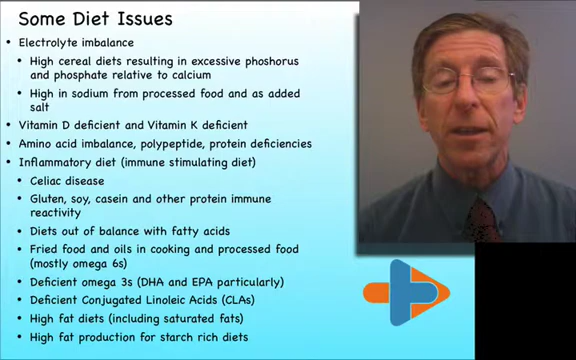 Some Diet Issues
• Electrolyte imbalance
• High cereal diets resulting in excessive phoshorus
and phosphate relative to calcium
• High in sodium from processed food and as added
salt
• Vitamin D deficient and Vitamin K deficient
• Amino acid imbalance, polypeptide, protein deficiencies
• Inflammatory diet (immune stimulating diet)
• Celiac disease
• Gluten, soy, casein and other protein immune
reactivity
• Diets out of balance with fatty acids
• Fried food and oils in cooking and processed food
(mostly omega 6s)
• Deficient omega 3s (DHA and EPA particularly)
• Deficient Conjugated Linoleic Acids (CLAs)
• High fat diets (including saturated fats)
• High fat production for starch rich diets